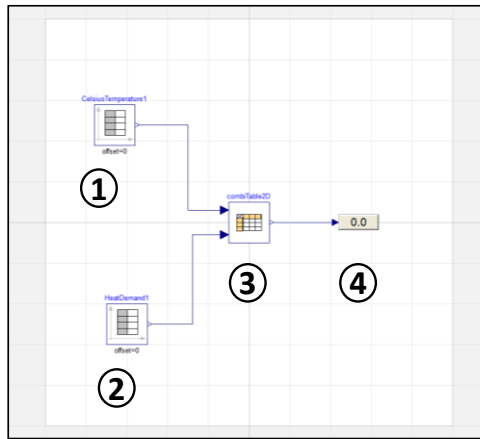 CelsiusTemperature1
offset=0
1
combiTable2D
0.0
3
4
HeatDemand1
offset=0
2